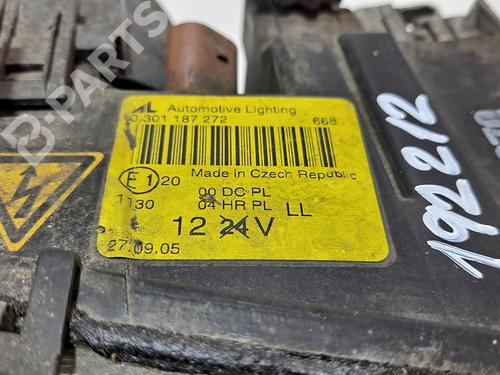 B-PARTS
AL Automotive Lighting
0 301 187 272 668
Made in Czech Republic
E1 20 00 DC PL
1130 04 HR PL LL
12 24 V
27.09.05
192212